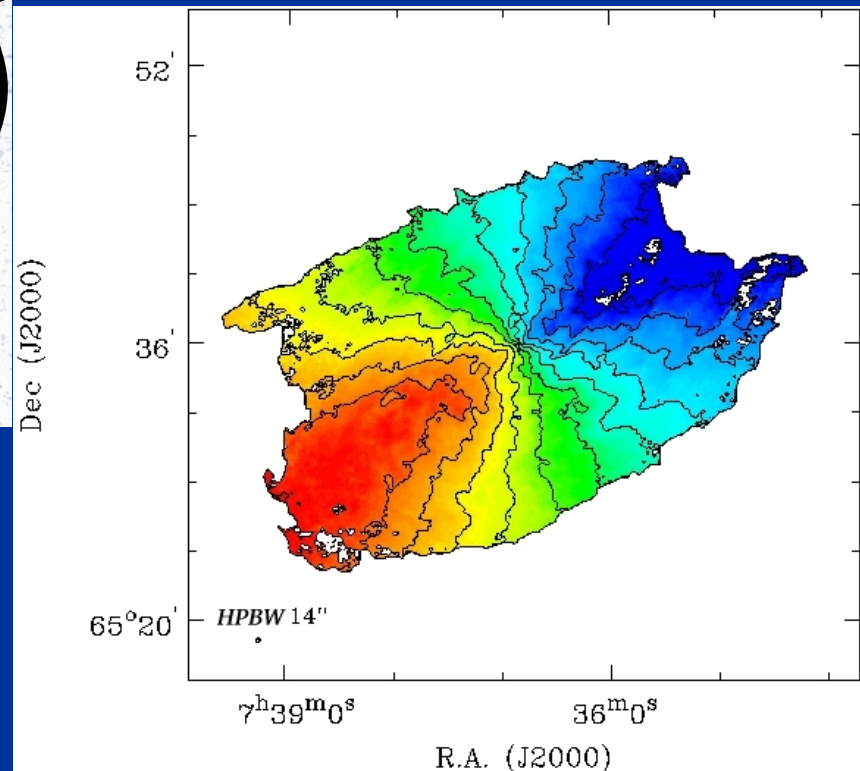 52'
36'
Dec (J2000)
65°20'
HPBW 14"
7ʰ39ᵐ0ˢ
36ᵐ0ˢ
R.A. (J2000)